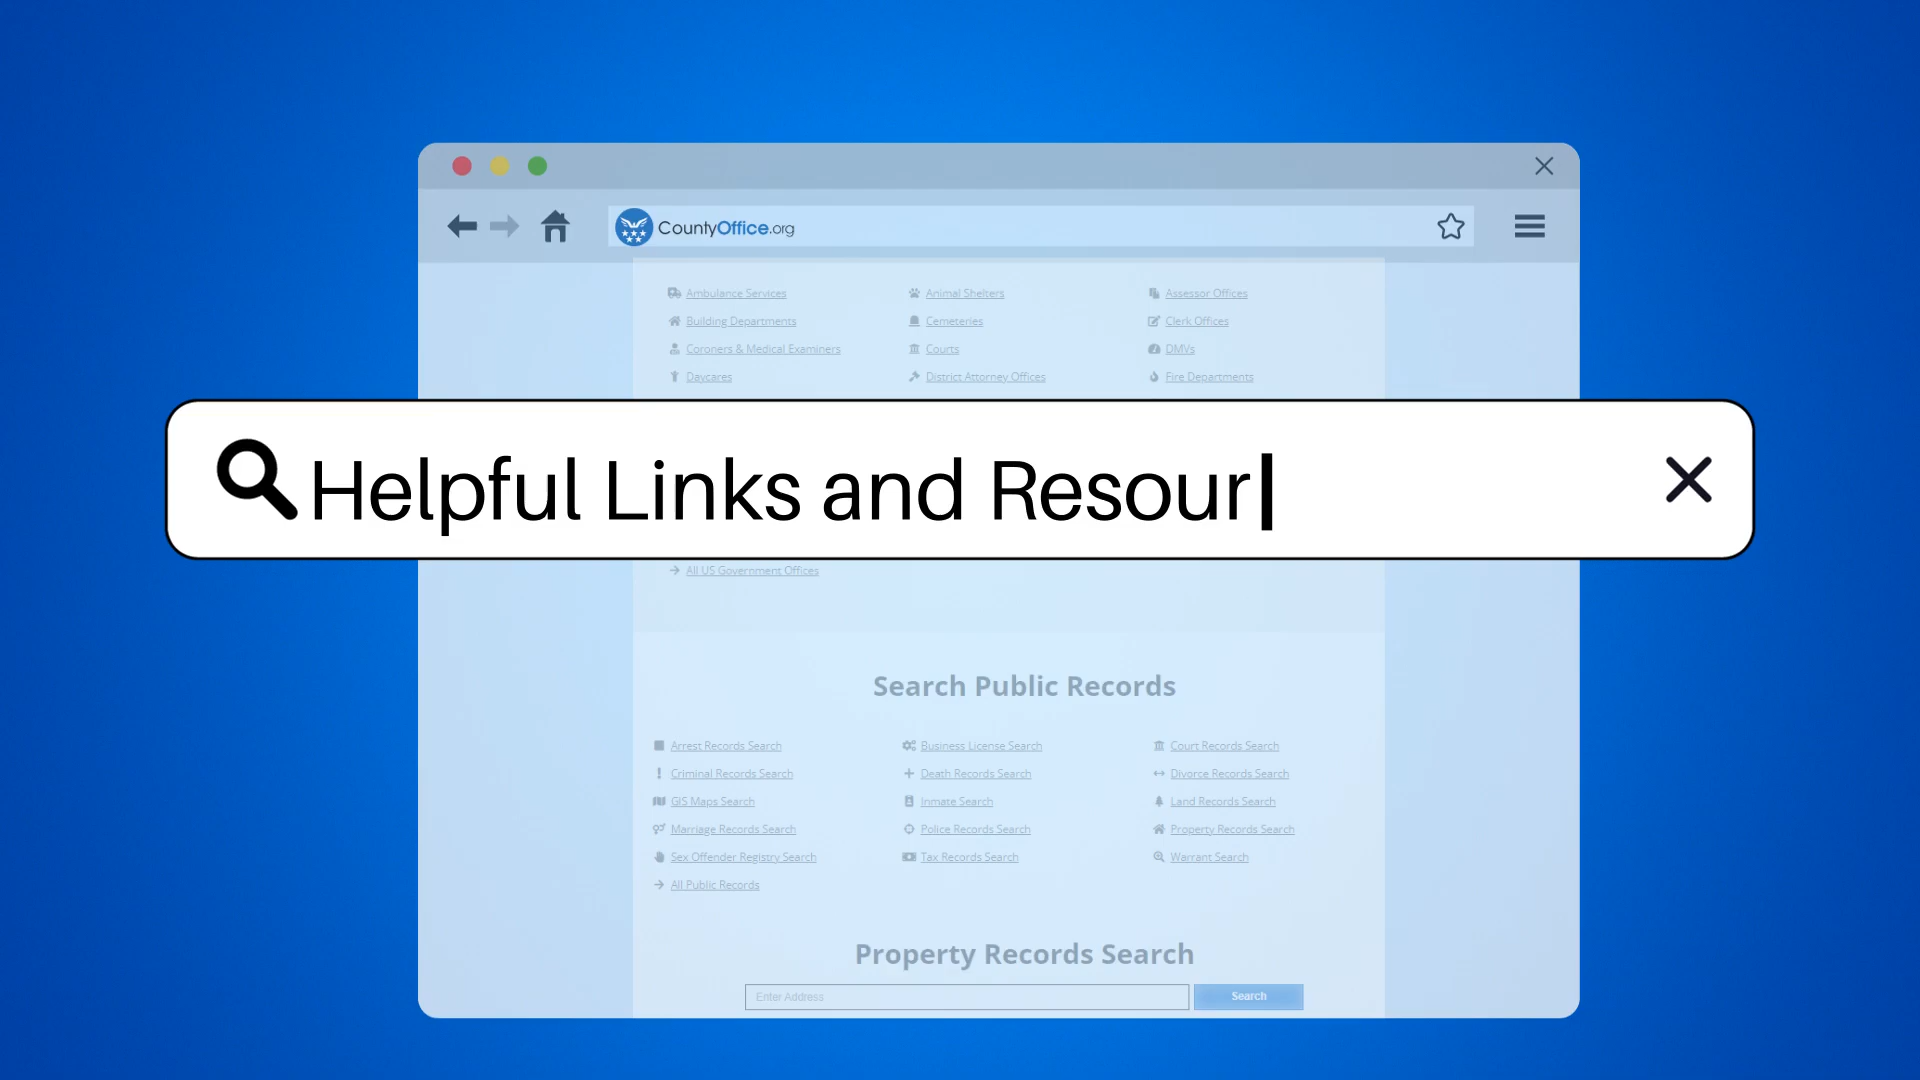 CountyOffice.org
Ambulance Services Animal Shelters Assessor Offices
Building Departments Cemeteries Clerk Offices
Coroners & Medical Examiners Courts DMVs
Daycares District Attorney Offices Fire Departments
Helpful Links and Resour
All US Government Offices
Search Public Records
Arrest Records Search Business License Search Court Records Search
Criminal Records Search Death Records Search Divorce Records Search
GIS Maps Search Inmate Search Land Records Search
Marriage Records Search Police Records Search Property Records Search
Sex Offender Registry Search Tax Records Search Warrant Search
All Public Records
Property Records Search
Enter Address Search